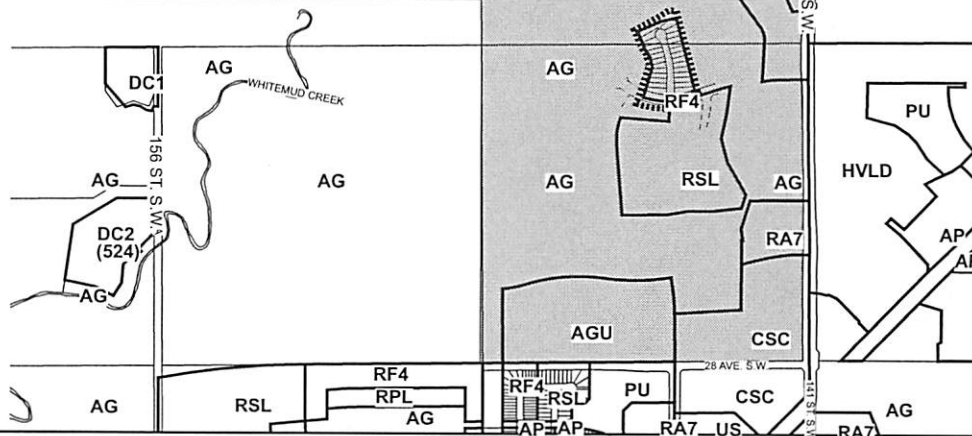 S.W.
DC1
AG
WHITEMUD CREEK
AG
RF4
PU
156 ST. S.W.
AG
AG
AG
RSL
AG
HVLD
DC2
(524)
RA7
AP
AG
AGU
CSC
28 AVE. S.W.
RF4
RPL
RF4
RSL
PU
CSC
AG
RSL
AG
AP
AP
RA7
US
141 ST. S.W.
RA7
AG